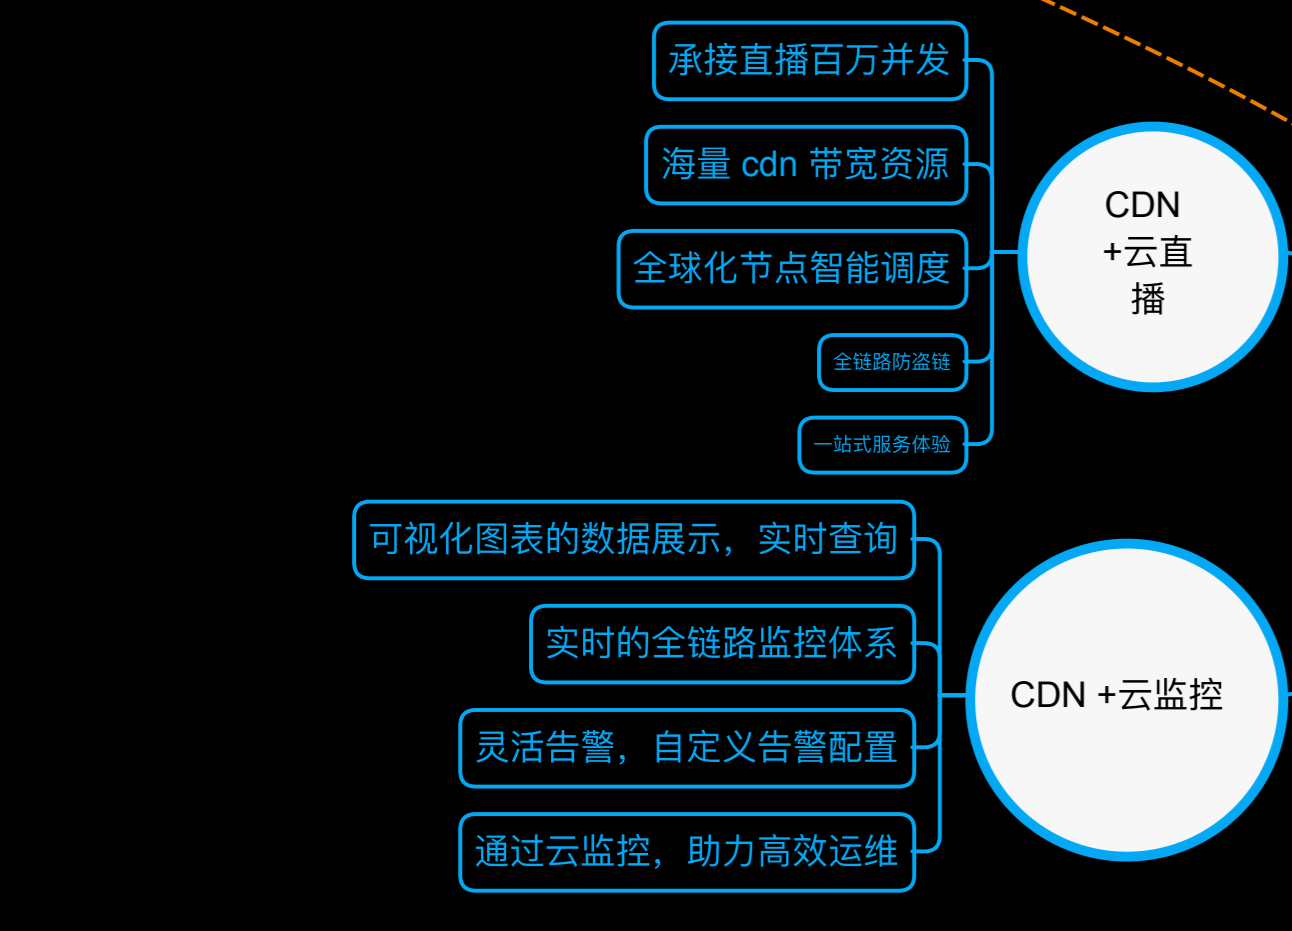 承接直播百万并发
海量 cdn 带宽资源
全球化节点智能调度
全链路防盗链
一站式服务体验
CDN
+云直
播
可视化图表的数据展示，实时查询
实时的全链路监控体系
灵活告警，自定义告警配置
通过云监控，助力高效运维
CDN +云监控